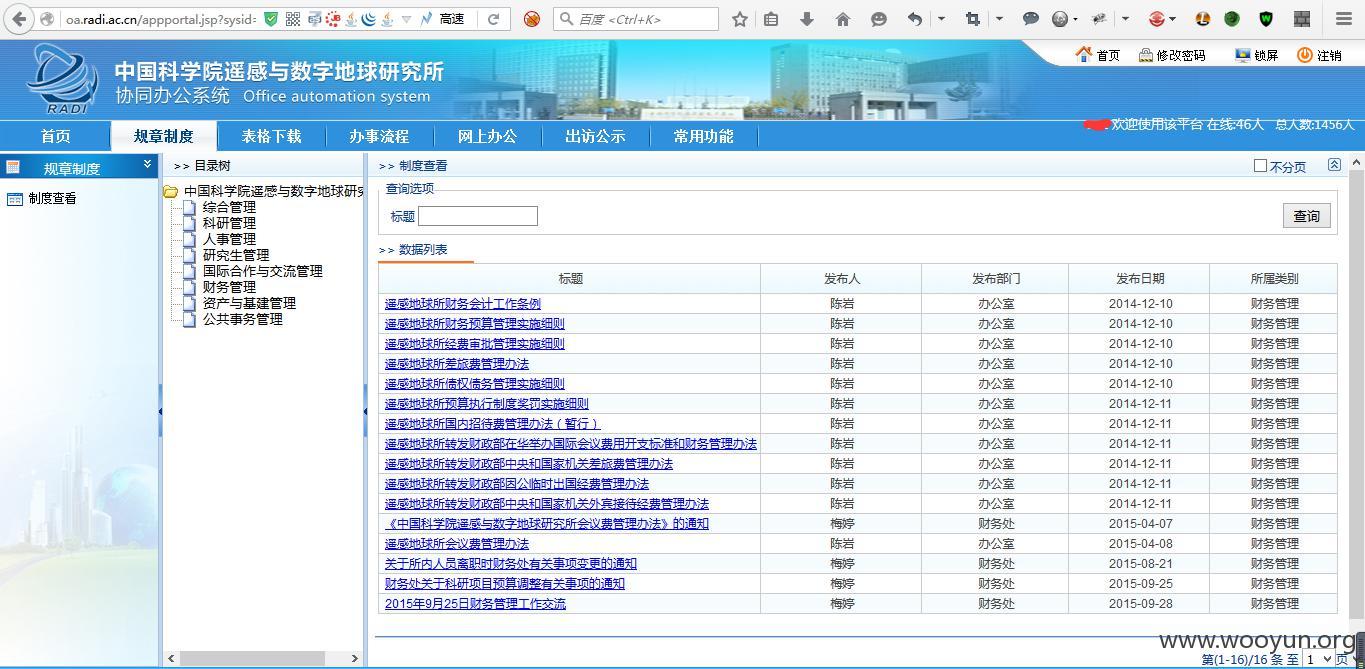 oa.radi.ac.cn/appportal.jsp?sysid=
高速
百度 <Ctrl+K>
中国科学院遥感与数字地球研究所
协同办公系统 Office automation system
RADI
首页 修改密码 锁屏 注销
首页 规章制度 表格下载 办事流程 网上办公 出访公示 常用功能
欢迎使用该平台 在线:46人 总人数:1456人
规章制度
制度查看
>> 目录树
中国科学院遥感与数字地球研究
综合管理
科研管理
人事管理
研究生管理
国际合作与交流管理
财务管理
资产与基建管理
公共事务管理
>> 制度查看 不分页
查询选项
标题 查询
>> 数据列表
标题 发布人 发布部门 发布日期 所属类别
遥感地球所财务会计工作条例 陈岩 办公室 2014-12-10 财务管理
遥感地球所财务预算管理实施细则 陈岩 办公室 2014-12-10 财务管理
遥感地球所经费审批管理实施细则 陈岩 办公室 2014-12-10 财务管理
遥感地球所差旅费管理办法 陈岩 办公室 2014-12-10 财务管理
遥感地球所债权债务管理实施细则 陈岩 办公室 2014-12-10 财务管理
遥感地球所预算执行制度奖罚实施细则 陈岩 办公室 2014-12-11 财务管理
遥感地球所国内招待费管理办法（暂行） 陈岩 办公室 2014-12-11 财务管理
遥感地球所转发财政部在华举办国际会议费用开支标准和财务管理办法 陈岩 办公室 2014-12-11 财务管理
遥感地球所转发财政部中央和国家机关差旅费管理办法 陈岩 办公室 2014-12-11 财务管理
遥感地球所转发财政部因公临时出国经费管理办法 陈岩 办公室 2014-12-11 财务管理
遥感地球所转发财政部中央和国家机关外宾接待经费管理办法 陈岩 办公室 2014-12-11 财务管理
《中国科学院遥感与数字地球研究所会议费管理办法》的通知 梅婷 财务处 2015-04-07 财务管理
遥感地球所会议费管理办法 陈岩 办公室 2015-04-08 财务管理
关于所内人员离职时财务处有关事项变更的通知 梅婷 财务处 2015-08-21 财务管理
财务处关于科研项目预算调整有关事项的通知 梅婷 财务处 2015-09-25 财务管理
2015年9月25日财务管理工作交流 梅婷 财务处 2015-09-28 财务管理
www.wooyun.org
第(1-16)/16 条 至 1 页